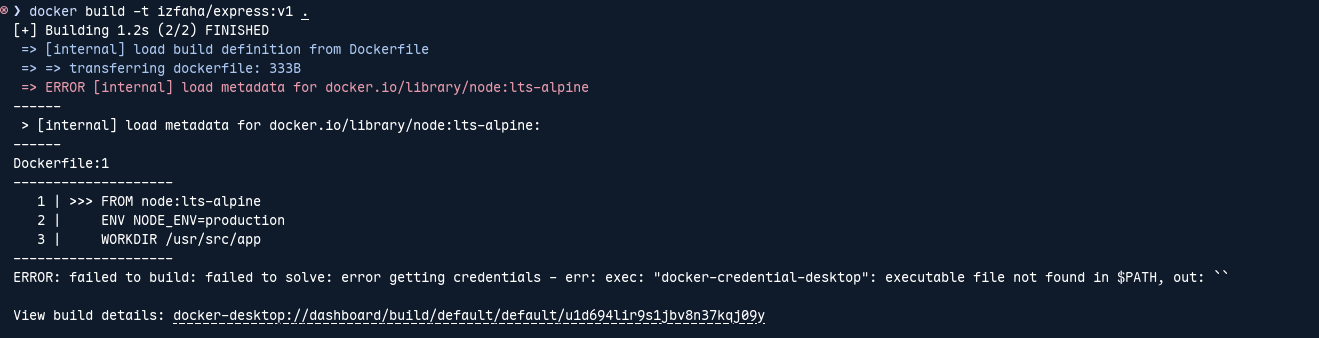 ❯ docker build -t izfaha/express:v1 .
[+] Building 1.2s (2/2) FINISHED
 => [internal] load build definition from Dockerfile
 => => transferring dockerfile: 333B
 => ERROR [internal] load metadata for docker.io/library/node:lts-alpine
------
 > [internal] load metadata for docker.io/library/node:lts-alpine:
------
Dockerfile:1
--------------------
   1 | >>> FROM node:lts-alpine
   2 |     ENV NODE_ENV=production
   3 |     WORKDIR /usr/src/app
--------------------
ERROR: failed to build: failed to solve: error getting credentials - err: exec: "docker-credential-desktop": executable file not found in $PATH, out: ``
View build details: docker-desktop://dashboard/build/default/default/u1d694lir9s1jbv8n37kqj09y